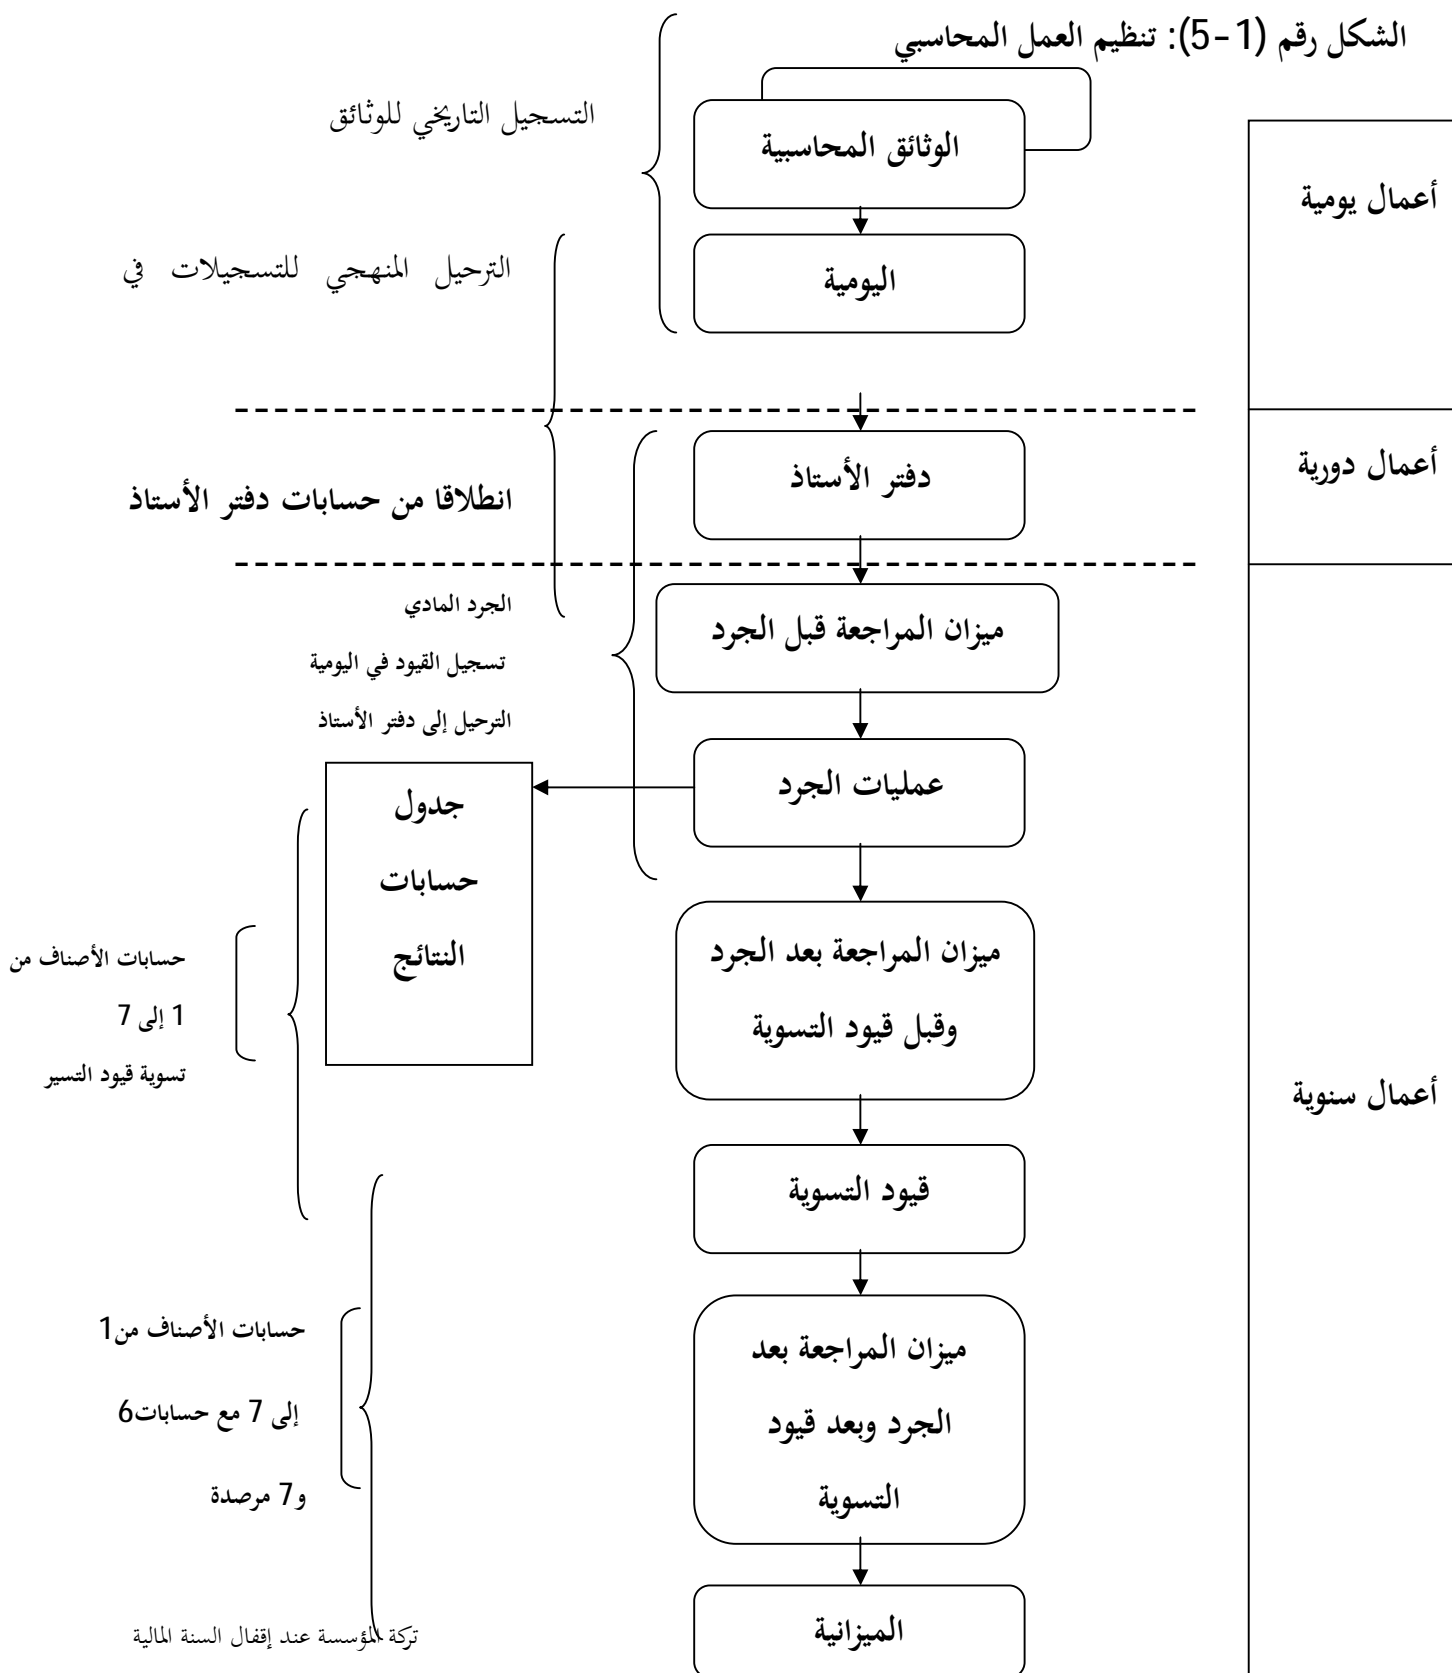 الشكل رقم (1-5): تنظيم العمل المحاسبي
أعمال يومية
الوثائق المحاسبية
التسجيل التاريخي للوثائق
اليومية
الترحيل المنهجي للتسجيلات في
أعمال دورية
دفتر الأستاذ
انطلاقا من حسابات دفتر الأستاذ
أعمال سنوية
ميزان المراجعة قبل الجرد
الجرد المادي
تسجيل القيود في اليومية
الترحيل إلى دفتر الأستاذ
عمليات الجرد
جدول
حسابات
النتائج
ميزان المراجعة بعد الجرد
وقبل قيود التسوية
حسابات الأصناف من
1 إلى 7
تسوية قيود التسير
قيود التسوية
ميزان المراجعة بعد
الجرد وبعد قيود
التسوية
حسابات الأصناف من1
إلى 7 مع حسابات6
و7 مرصدة
الميزانية
تركة المؤسسة عند إقفال السنة المالية